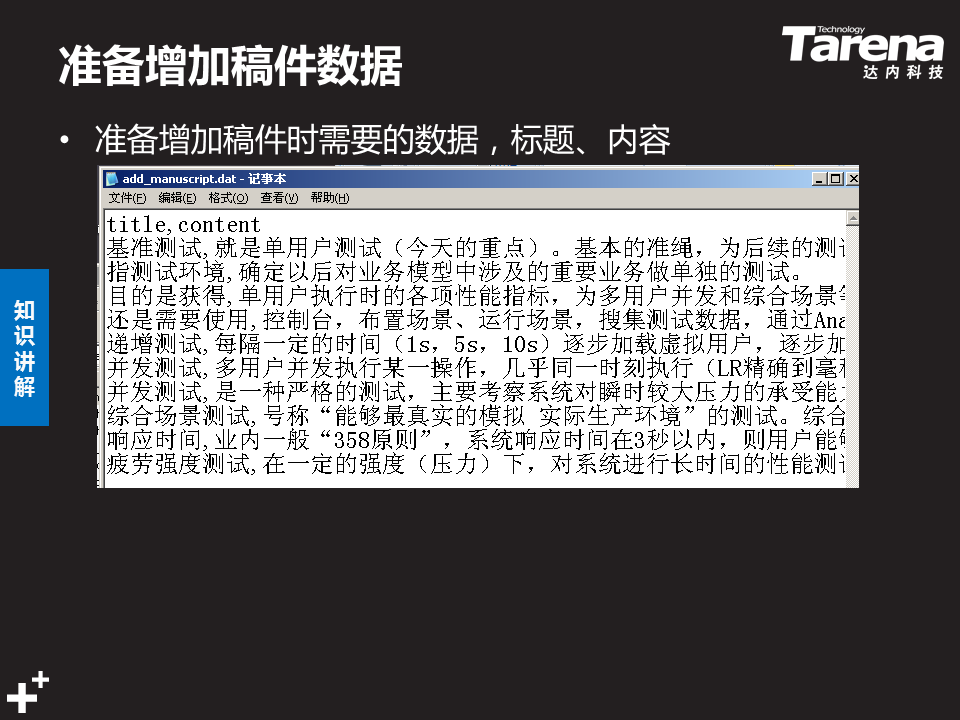 准备增加稿件数据
Technology
Tarena
达内科技
• 准备增加稿件时需要的数据，标题、内容
add_manuscript.dat - 记事本
文件(F) 编辑(E) 格式(O) 查看(V) 帮助(H)
title,content
基准测试,就是单用户测试（今天的重点）。基本的准绳，为后续的测试
指测试环境,确定以后对业务模型中涉及的重要业务做单独的测试。
目的是获得,单用户执行时的各项性能指标，为多用户并发和综合场景等
还是需要使用,控制台，布置场景、运行场景，搜集测试数据，通过Ana
递增测试,每隔一定的时间（1s，5s，10s）逐步加载虚拟用户，逐步加
并发测试,多用户并发执行某一操作，几乎同一时刻执行（LR精确到毫秒
并发测试,是一种严格的测试，主要考察系统对瞬时较大压力的承受能力
综合场景测试,号称“能够最真实的模拟 实际生产环境”的测试。综合
响应时间,业内一般“358原则”，系统响应时间在3秒以内，则用户能够
疲劳强度测试,在一定的强度（压力）下，对系统进行长时间的性能测试
知识讲解